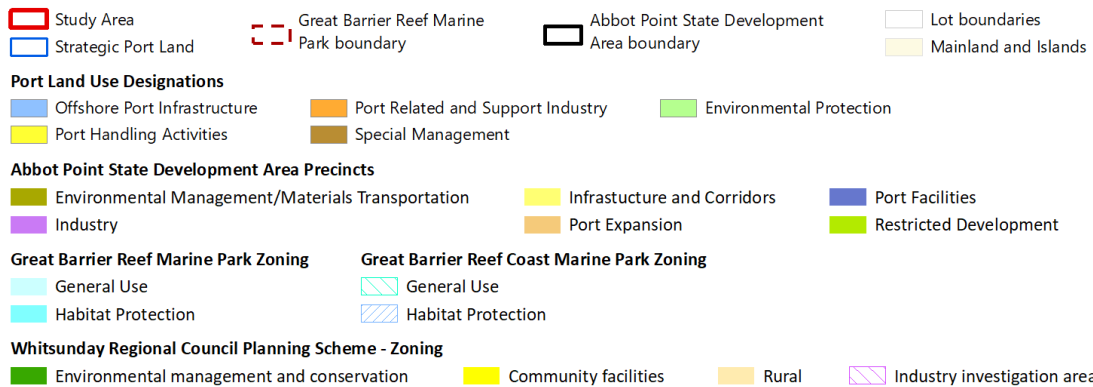 Study Area
Strategic Port Land
Great Barrier Reef Marine
Park boundary
Abbot Point State Development
Area boundary
Lot boundaries
Mainland and Islands
Port Land Use Designations
Offshore Port Infrastructure
Port Related and Support Industry
Environmental Protection
Port Handling Activities
Special Management
Abbot Point State Development Area Precincts
Environmental Management/Materials Transportation
Infrastucture and Corridors
Port Facilities
Industry
Port Expansion
Restricted Development
Great Barrier Reef Marine Park Zoning
Great Barrier Reef Coast Marine Park Zoning
General Use
General Use
Habitat Protection
Habitat Protection
Whitsunday Regional Council Planning Scheme - Zoning
Environmental management and conservation
Community facilities
Rural
Industry investigation area